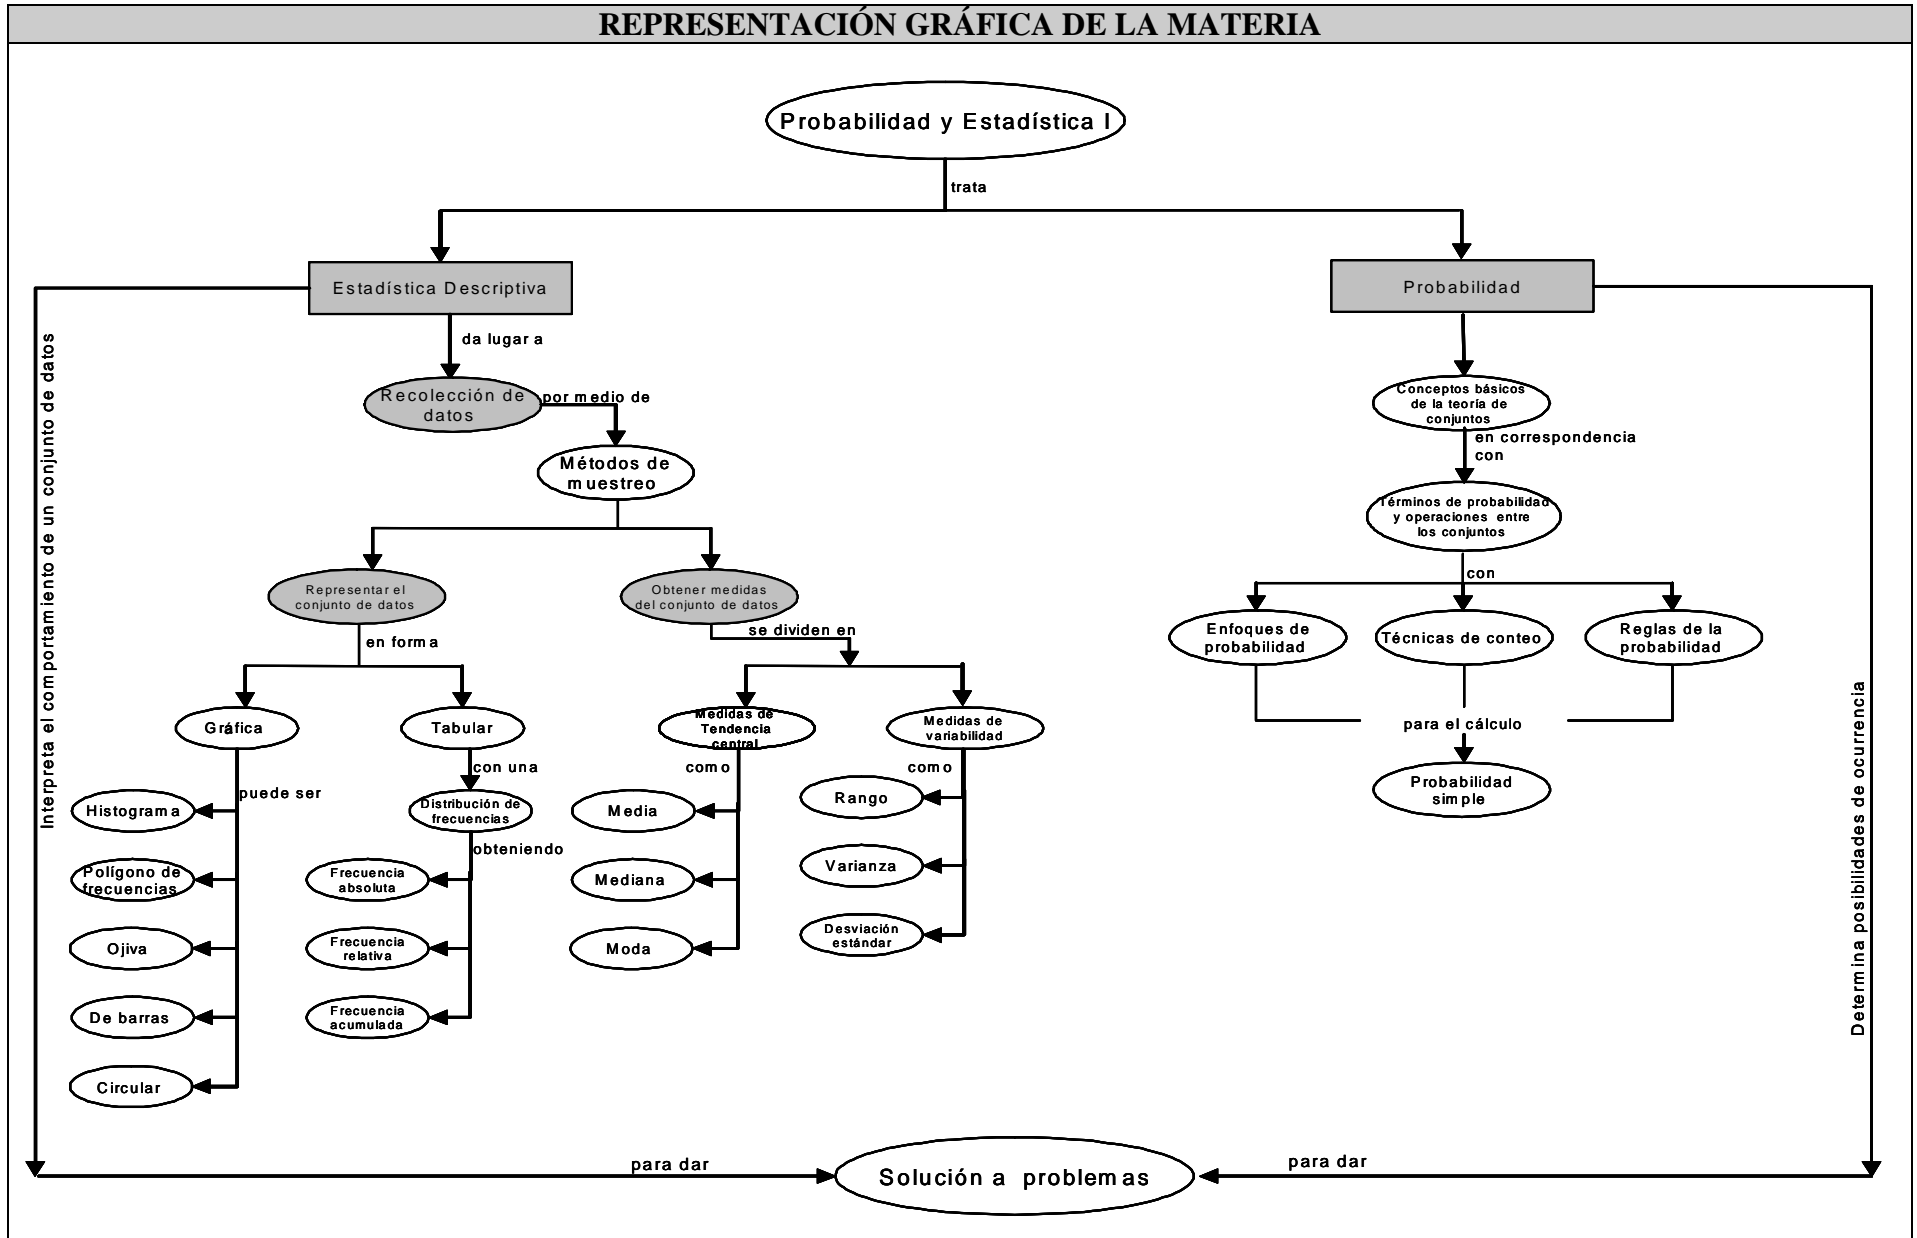 REPRESENTACIÓN GRÁFICA DE LA MATERIA
Probabilidad y Estadística I
trata
Estadística Descriptiva
Probabilidad
Interpreta el comportamiento de un conjunto de datos
da lugar a
Recolección de
datos
por medio de
Métodos de
muestreo
Representar el
conjunto de datos
Obtener medidas
del conjunto de datos
en forma
se dividen en
Gráfica
Tabular
Medidas de
Tendencia
central
Medidas de
variabilidad
puede ser
Histograma
Polígono de
frecuencias
Ojiva
De barras
Circular
con una
Distribución de
frecuencias
obteniendo
Frecuencia
absoluta
Frecuencia
relativa
Frecuencia
acumulada
como
Media
Mediana
Moda
como
Rango
Varianza
Desviación
estándar
Conceptos básicos
de la teoría de
conjuntos
en correspondencia
con
Términos de probabilidad
y operaciones entre
los conjuntos
con
Enfoques de
probabilidad
Técnicas de conteo
Reglas de la
probabilidad
para el cálculo
Probabilidad
simple
Determina posibilidades de ocurrencia
para dar
Solución a problemas
para dar